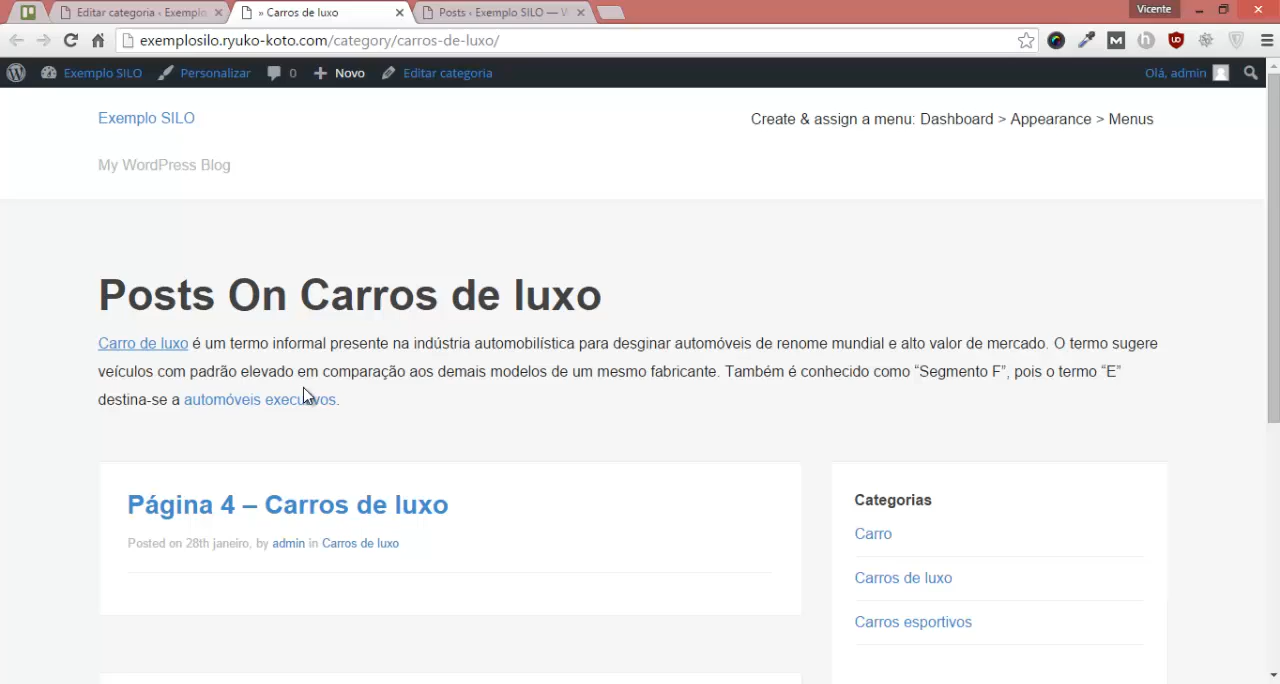 Editar categoria ‹ Exemplo
» Carros de luxo
Posts ‹ Exemplo SILO — W
Vicente
exemplosilo.ryuko-koto.com/category/carros-de-luxo/
Exemplo SILO
Personalizar
0
Novo
Editar categoria
Olá, admin
Exemplo SILO
Create & assign a menu: Dashboard > Appearance > Menus
My WordPress Blog
Posts On Carros de luxo
Carro de luxo é um termo informal presente na indústria automobilística para desginar automóveis de renome mundial e alto valor de mercado. O termo sugere
veículos com padrão elevado em comparação aos demais modelos de um mesmo fabricante. Também é conhecido como “Segmento F”, pois o termo “E”
destina-se a automóveis executivos.
Página 4 – Carros de luxo
Posted on 28th janeiro, by admin in Carros de luxo
Categorias
Carro
Carros de luxo
Carros esportivos